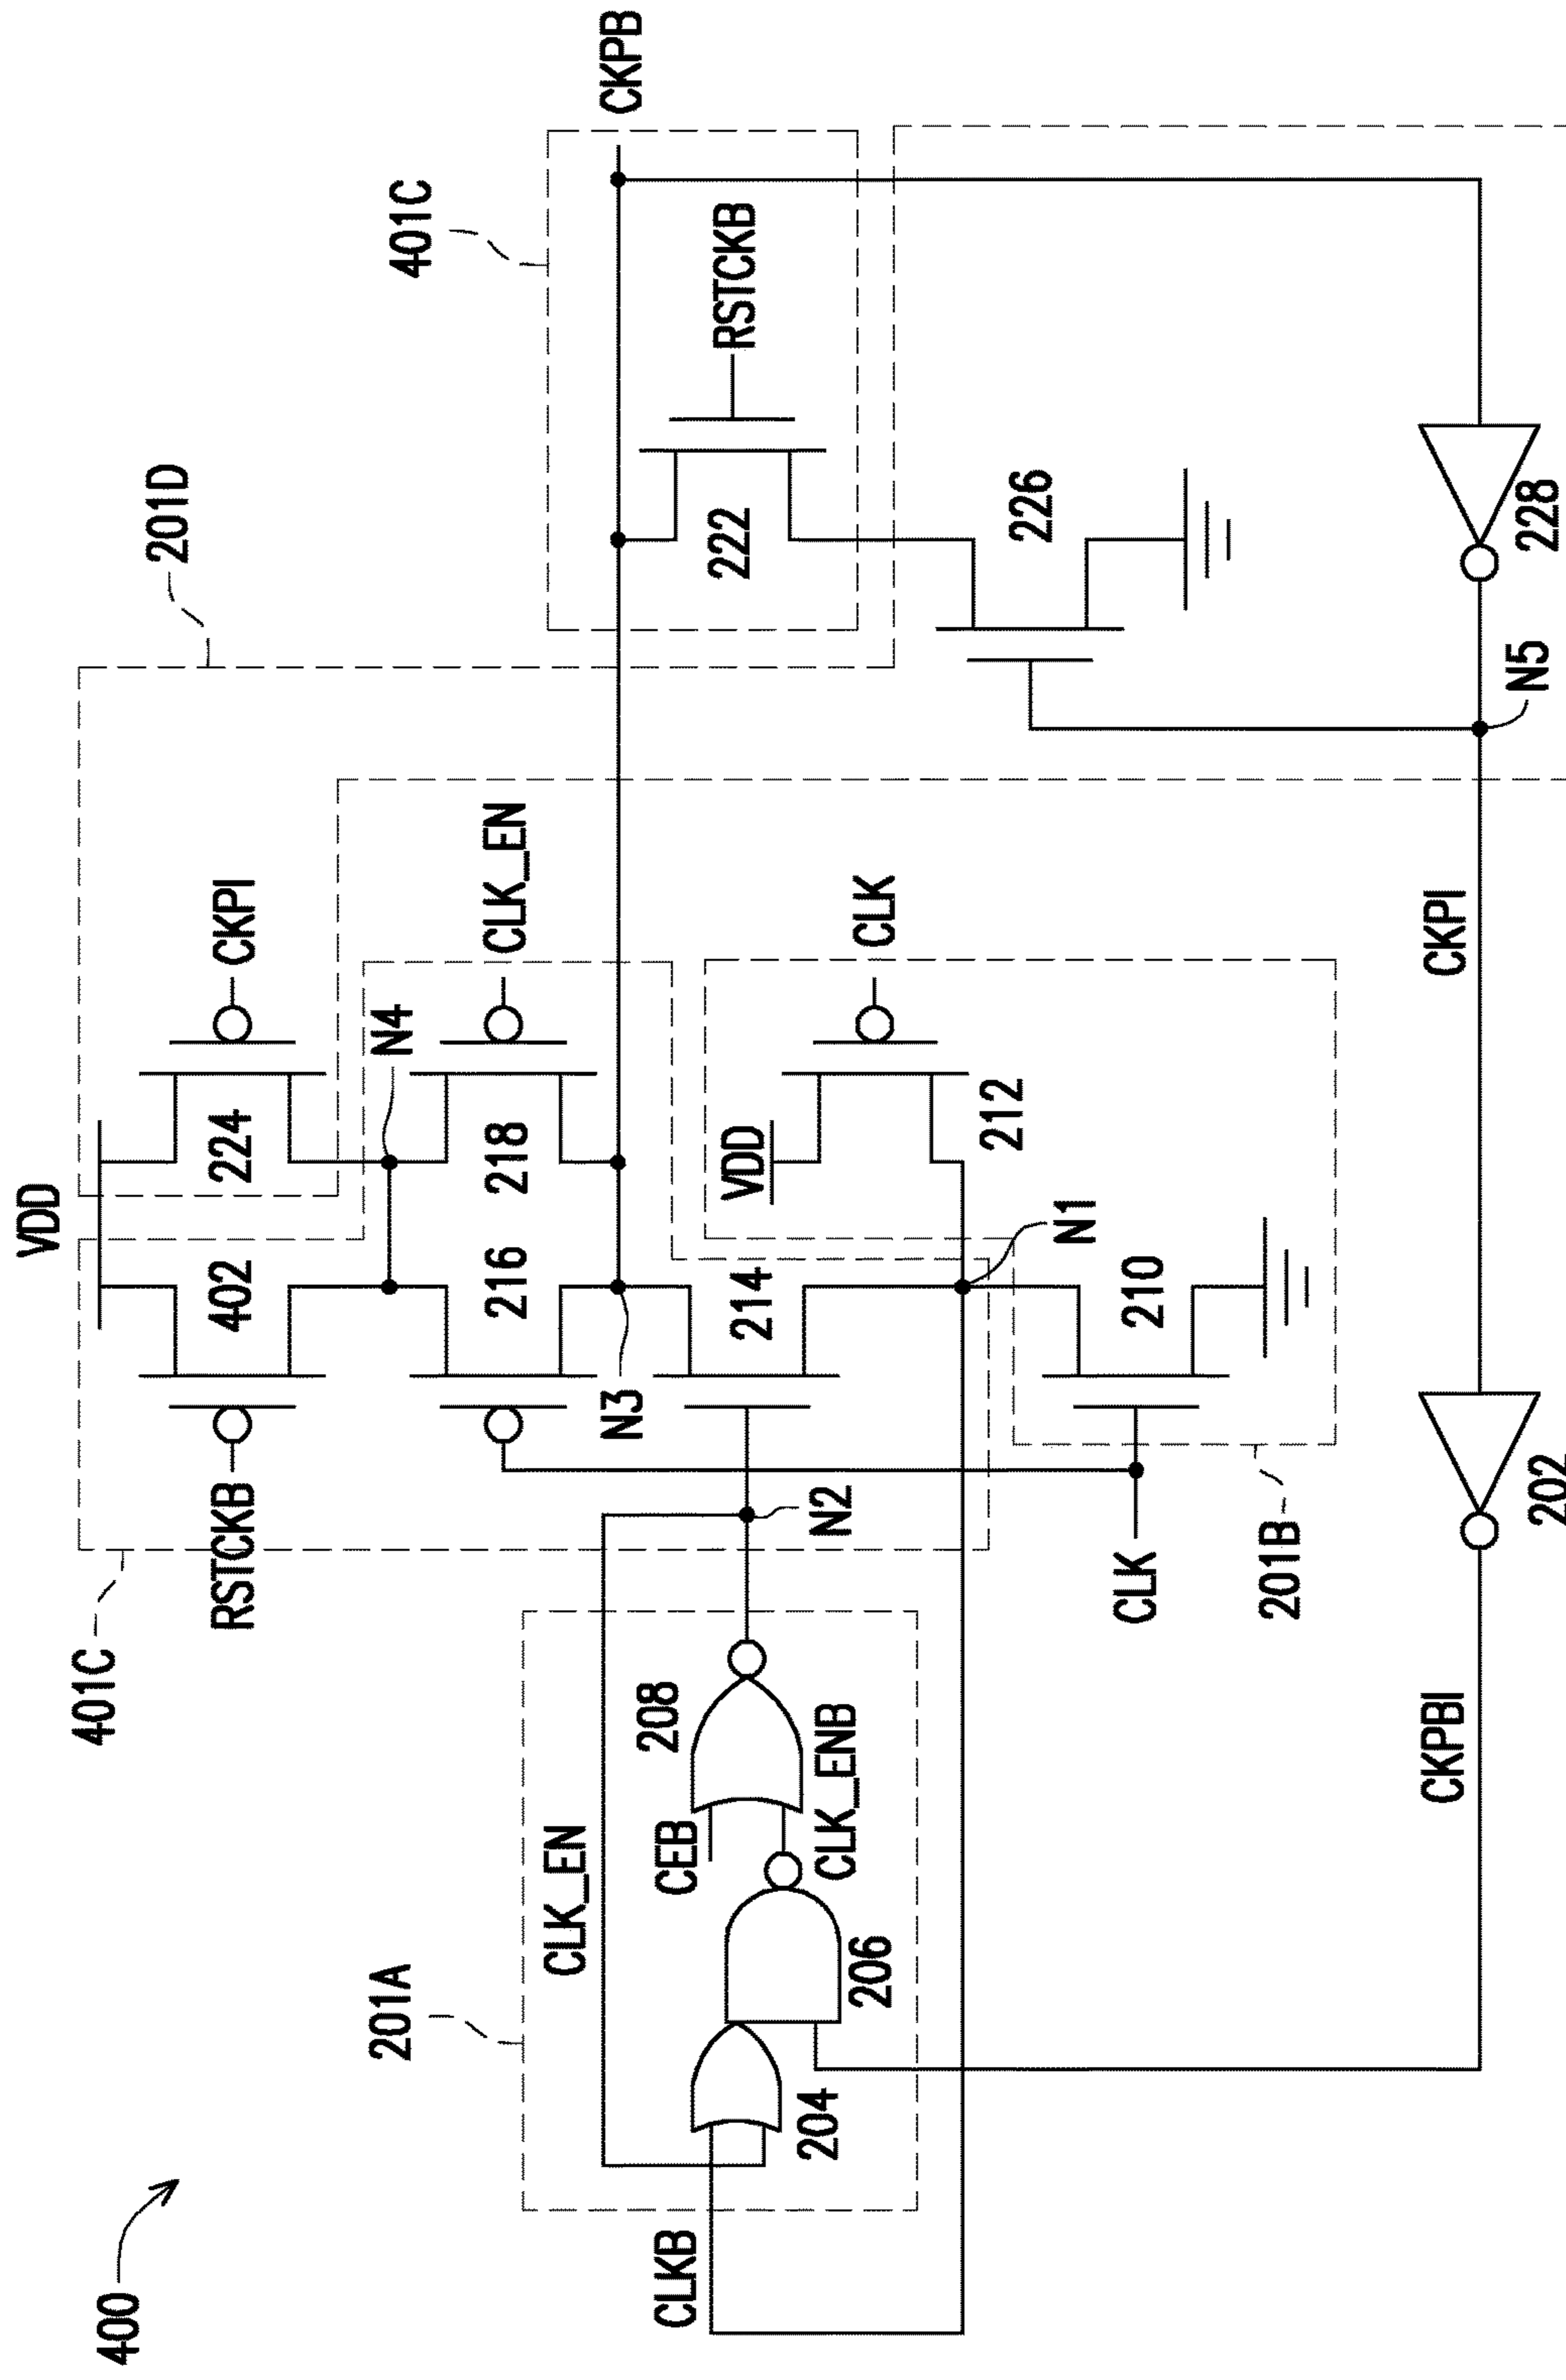 400
VDD
401C
201D
RSTCKB
402
224
CKPI
N4
216
218
CLK_EN
401C
CKPB
N3
RSTCKB
222
201A
CLK_EN
CLKB
CEB
208
214
VDD
CLK
204
206
CLK_ENB
N2
212
226
N1
CLK
210
201B
CKPBI
CKPI
N5
202
228